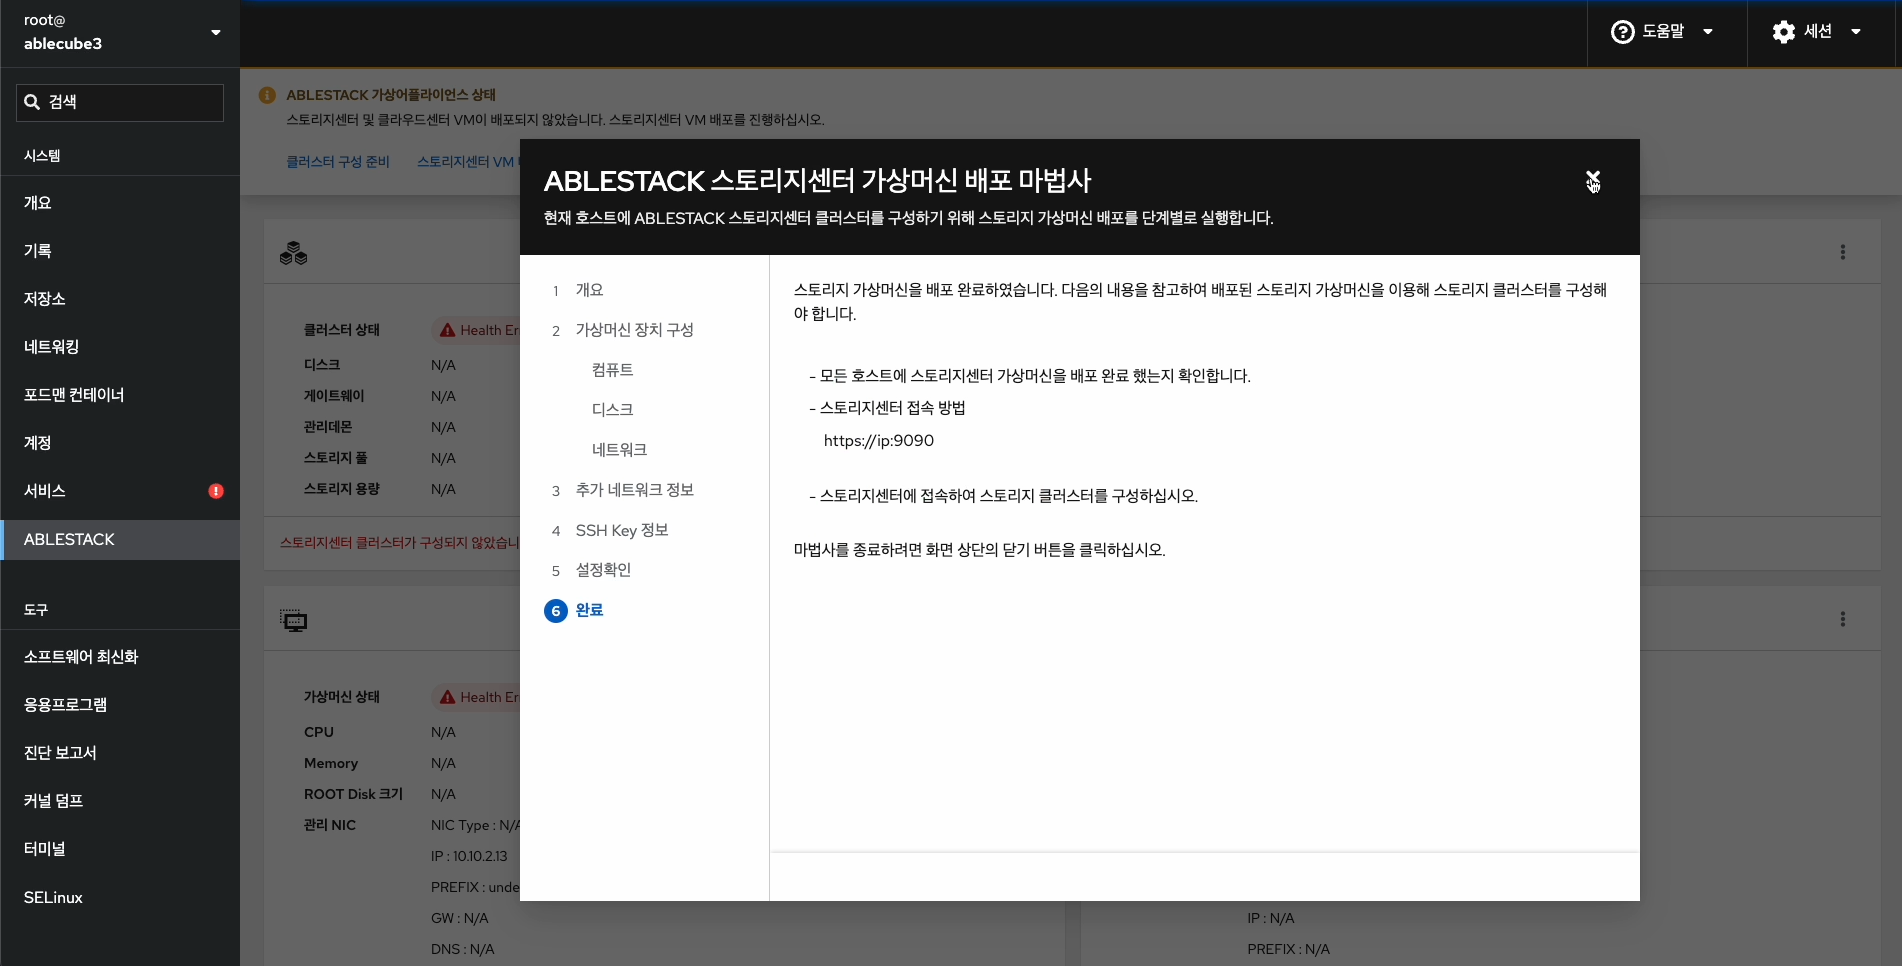 root@
ablecube3
도움말
세션
검색
시스템
개요
기록
저장소
네트워킹
포드맨 컨테이너
계정
서비스
ABLESTACK
도구
소프트웨어 최신화
응용프로그램
진단 보고서
커널 덤프
터미널
SELinux
ABLESTACK 가상어플라이언스 상태
스토리지센터 및 클라우드센터 VM이 배포되지 않았습니다. 스토리지센터 VM 배포를 진행하십시오.
클러스터 구성 준비
스토리지센터 VM
클러스터 상태
Health Er
디스크 N/A
게이트웨이 N/A
관리데몬 N/A
스토리지 풀 N/A
스토리지 용량 N/A
스토리지센터 클러스터가 구성되지 않았습니
가상머신 상태
Health Er
CPU N/A
Memory N/A
ROOT Disk 크기 N/A
관리 NIC NIC Type : N/A
IP : 10.10.2.13
PREFIX : unde
GW : N/A
DNS : N/A
IP : N/A
PREFIX : N/A
ABLESTACK 스토리지센터 가상머신 배포 마법사
현재 호스트에 ABLESTACK 스토리지센터 클러스터를 구성하기 위해 스토리지 가상머신 배포를 단계별로 실행합니다.
1 개요
2 가상머신 장치 구성
컴퓨트
디스크
네트워크
3 추가 네트워크 정보
4 SSH Key 정보
5 설정확인
6 완료
스토리지 가상머신을 배포 완료하였습니다. 다음의 내용을 참고하여 배포된 스토리지 가상머신을 이용해 스토리지 클러스터를 구성해
야 합니다.
- 모든 호스트에 스토리지센터 가상머신을 배포 완료 했는지 확인합니다.
- 스토리지센터 접속 방법
https://ip:9090
- 스토리지센터에 접속하여 스토리지 클러스터를 구성하십시오.
마법사를 종료하려면 화면 상단의 닫기 버튼을 클릭하십시오.